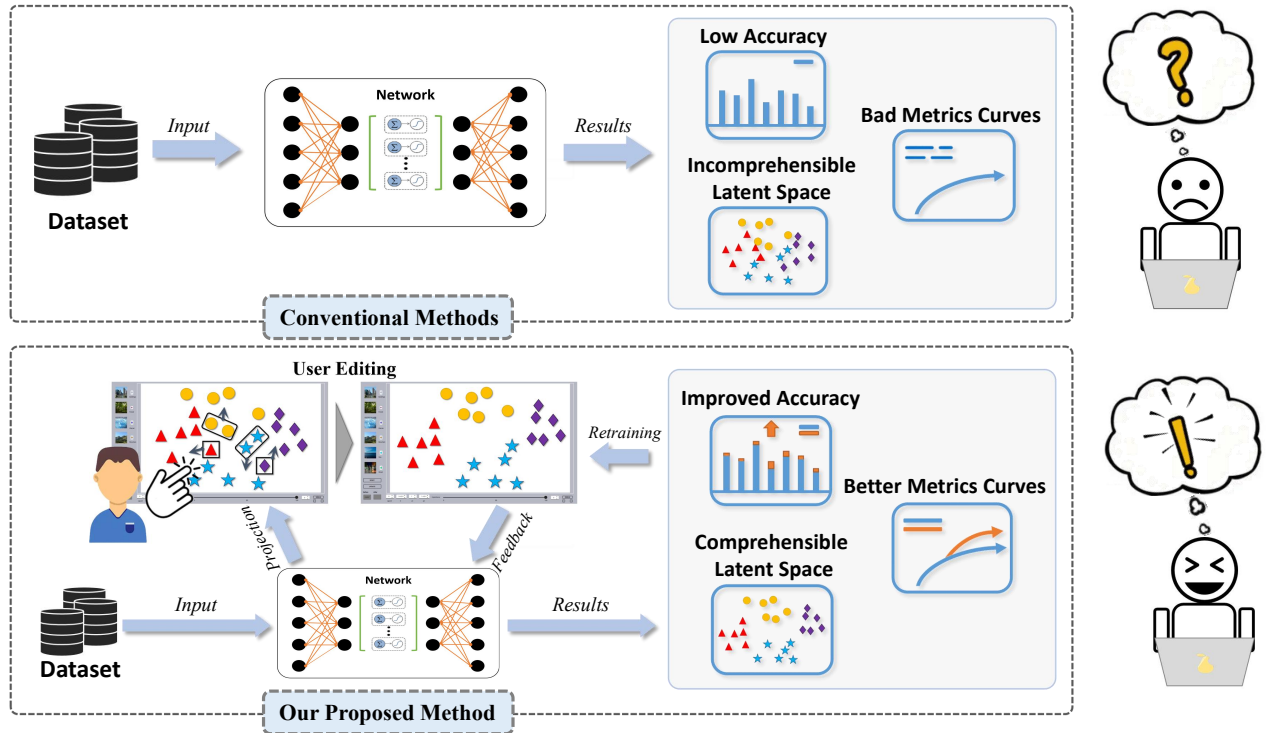 Low Accuracy
Network
Input
Results
Bad Metrics Curves
Σ
Σ
Σ
Incomprehensible
Latent Space
Dataset
?
Conventional Methods
User Editing
Improved Accuracy
Retraining
Better Metrics Curves
!
Projection
Feedback
Comprehensible
Latent Space
Network
Input
Results
Σ
Σ
Σ
Dataset
Our Proposed Method